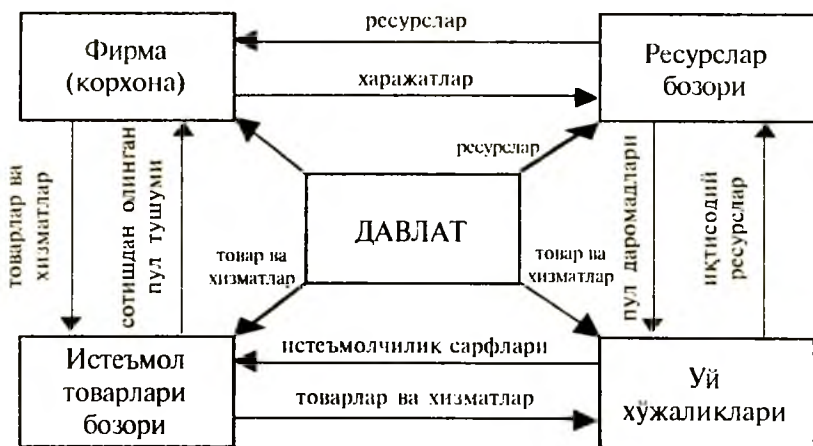 ресурслар
Фирма
(корхона)
Ресурслар
бозори
харажатлар
ресурслар
товарлар ва
хизматлар
сотишдан олинган
пул тушуми
ДАВЛАТ
пул даромадлари
иқтисодий
ресурслар
товар ва
хизматлар
товар ва
хизматлар
Истеъмол
товарлари
бозори
истеъмолчилик сарфлари
товарлар ва хизматлар
Уй
хўжаликлари